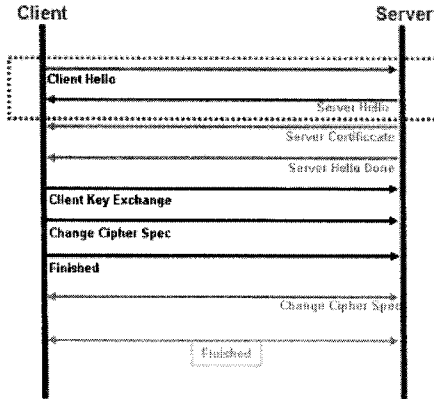 Client
Server
Client Hello
Server Hello
Server Certificcate
Server Hello Done
Client Key Exchange
Change Cipher Spec
Finished
Change Cipher Spec
Finished